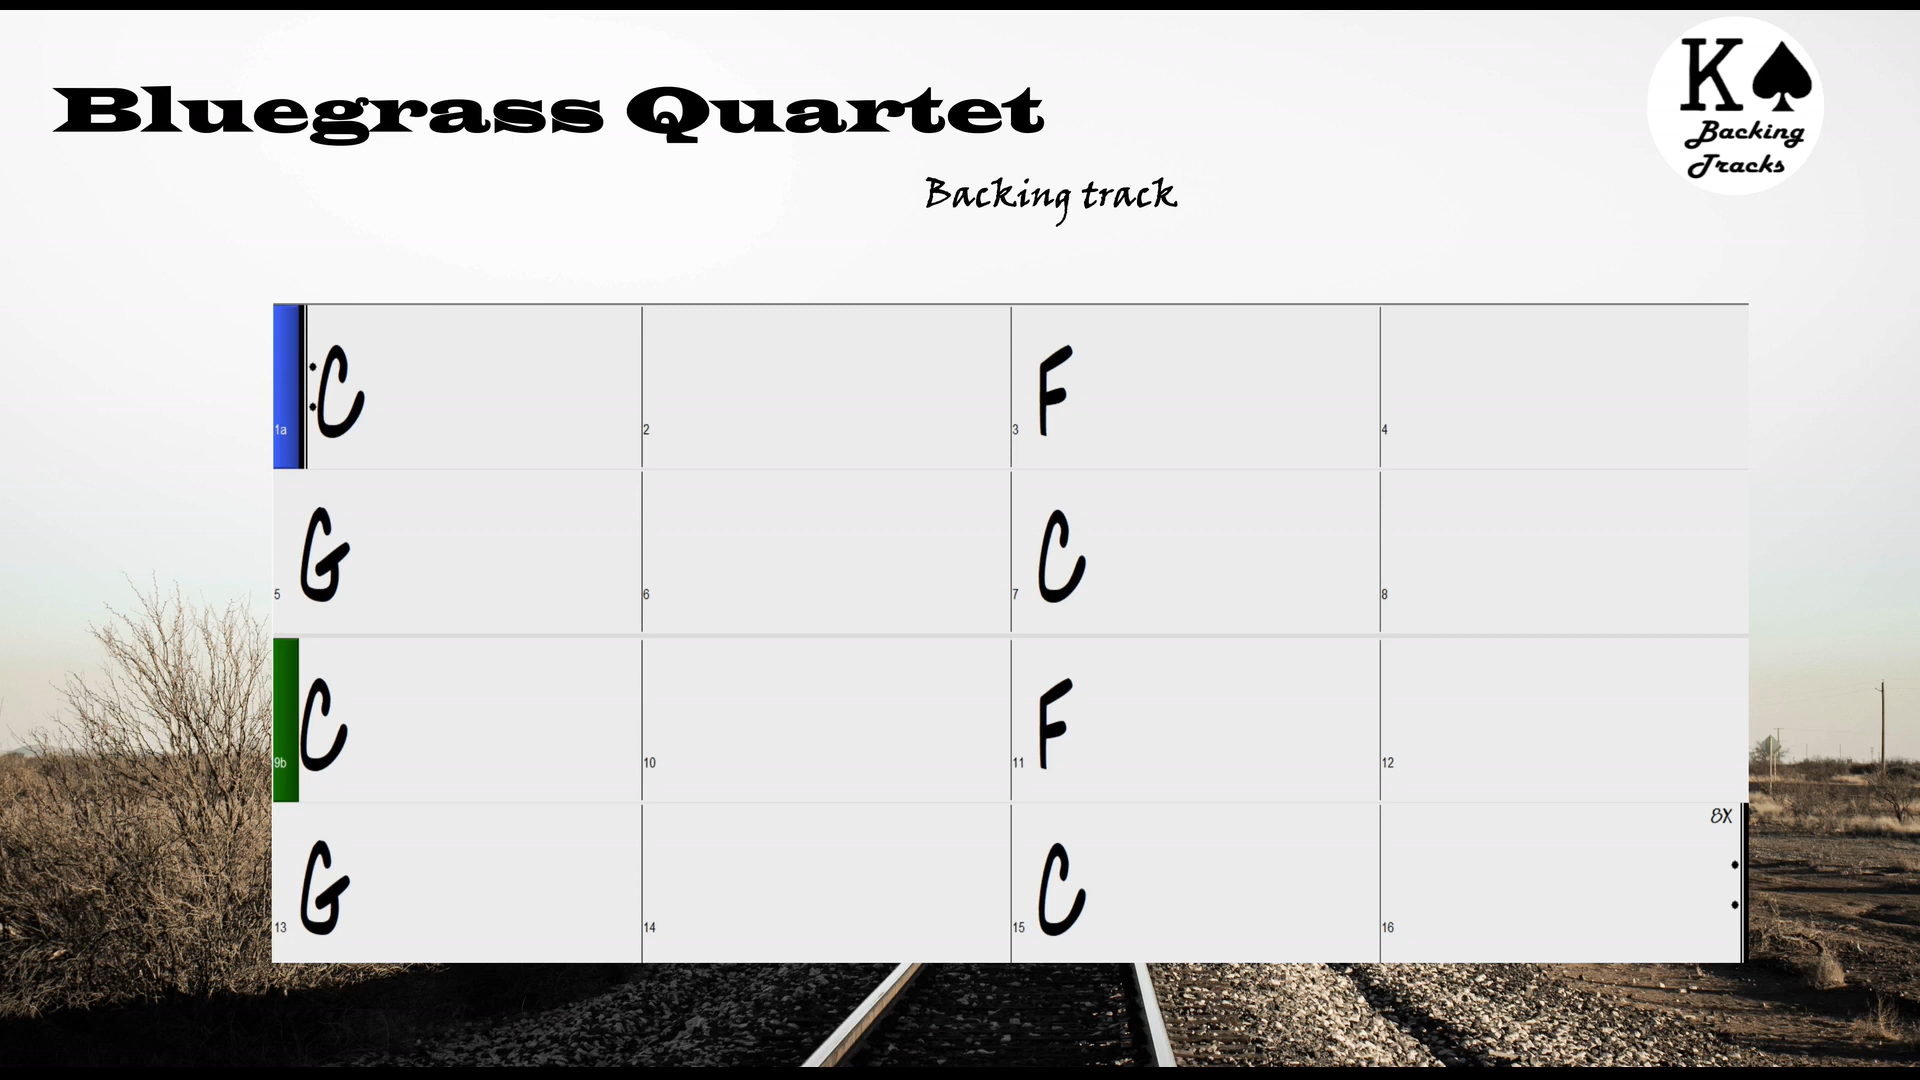 Bluegrass Quartet
K♠
Backing
Tracks
Backing track
C F
1a 2 3 4
G C
5 6 7 8
C F
9b 10 11 12
8X
G C
13 14 15 16